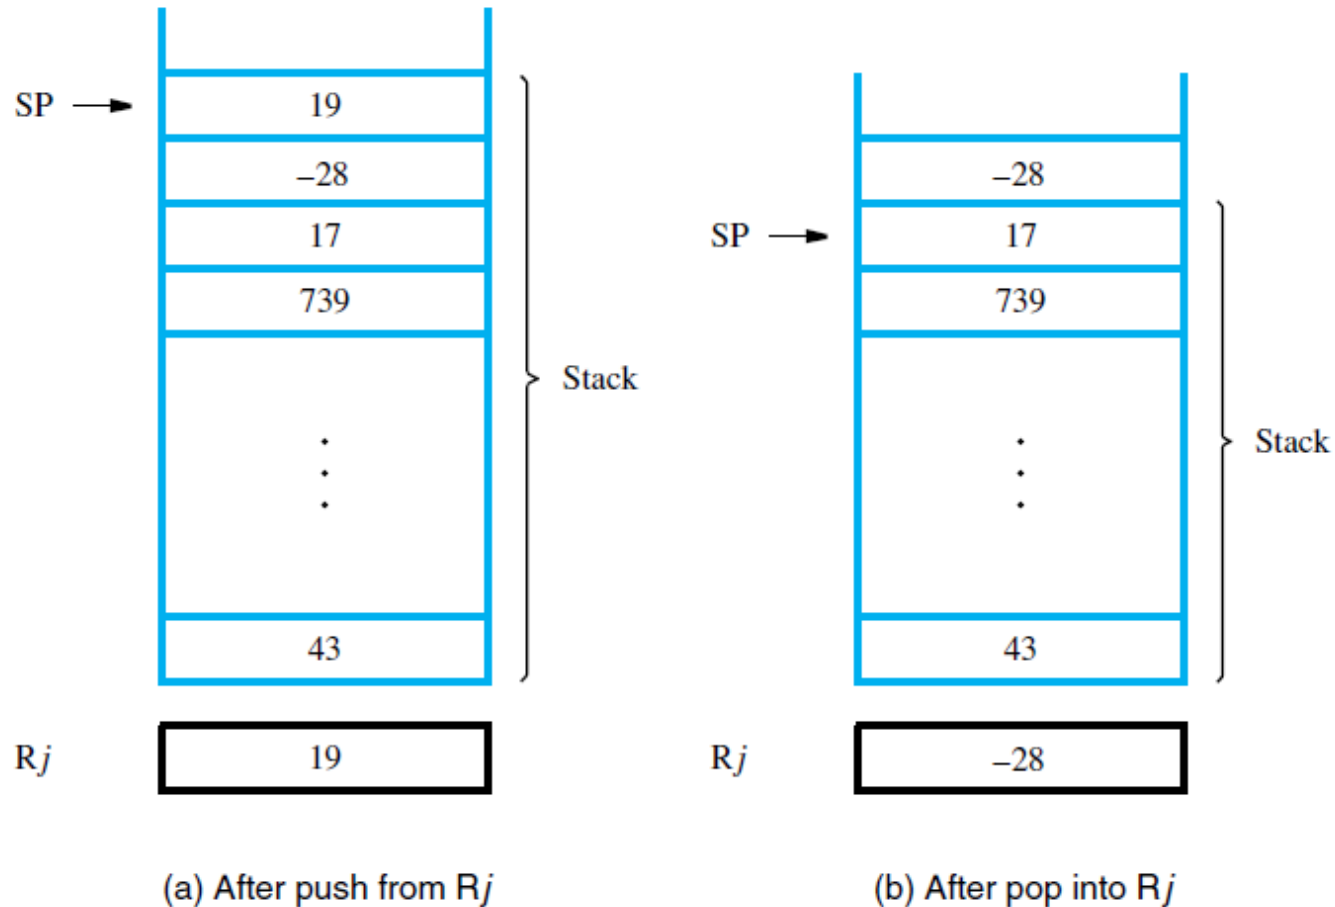 SP
19
–28
17
739
Stack
43
Rj
19
(a) After push from Rj
–28
SP
17
739
Stack
43
Rj
–28
(b) After pop into Rj